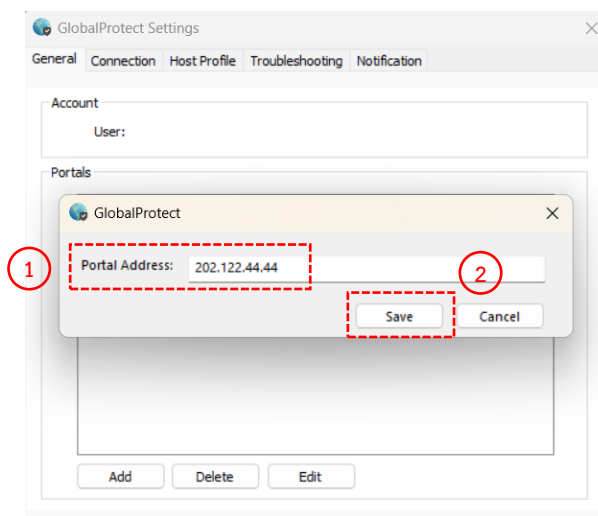 GlobalProtect Settings
General Connection Host Profile Troubleshooting Notification
Account
User:
Portals
GlobalProtect
1
Portal Address: 202.122.44.44
2
Save Cancel
Add Delete Edit